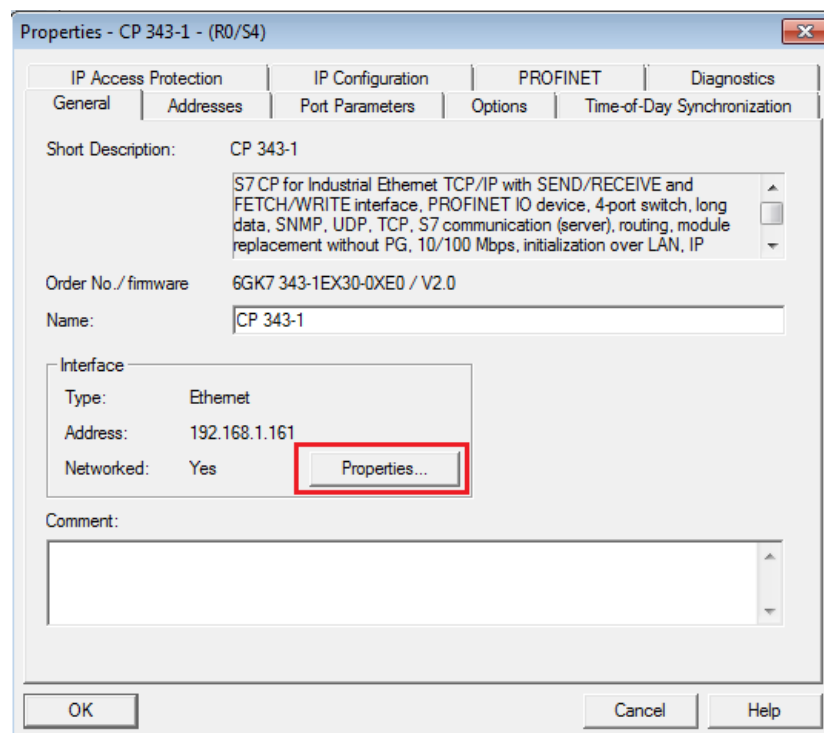 Properties - CP 343-1 - (R0/S4)
IP Access Protection IP Configuration PROFINET Diagnostics
General Addresses Port Parameters Options Time-of-Day Synchronization
Short Description: CP 343-1
S7 CP for Industrial Ethernet TCP/IP with SEND/RECEIVE and
FETCH/WRITE interface, PROFINET IO device, 4-port switch, long
data, SNMP, UDP, TCP, S7 communication (server), routing, module
replacement without PG, 10/100 Mbps, initialization over LAN, IP
Order No./ firmware 6GK7 343-1EX30-0XE0 / V2.0
Name: CP 343-1
Interface
Type: Ethernet
Address: 192.168.1.161
Networked: Yes Properties...
Comment:
OK Cancel Help